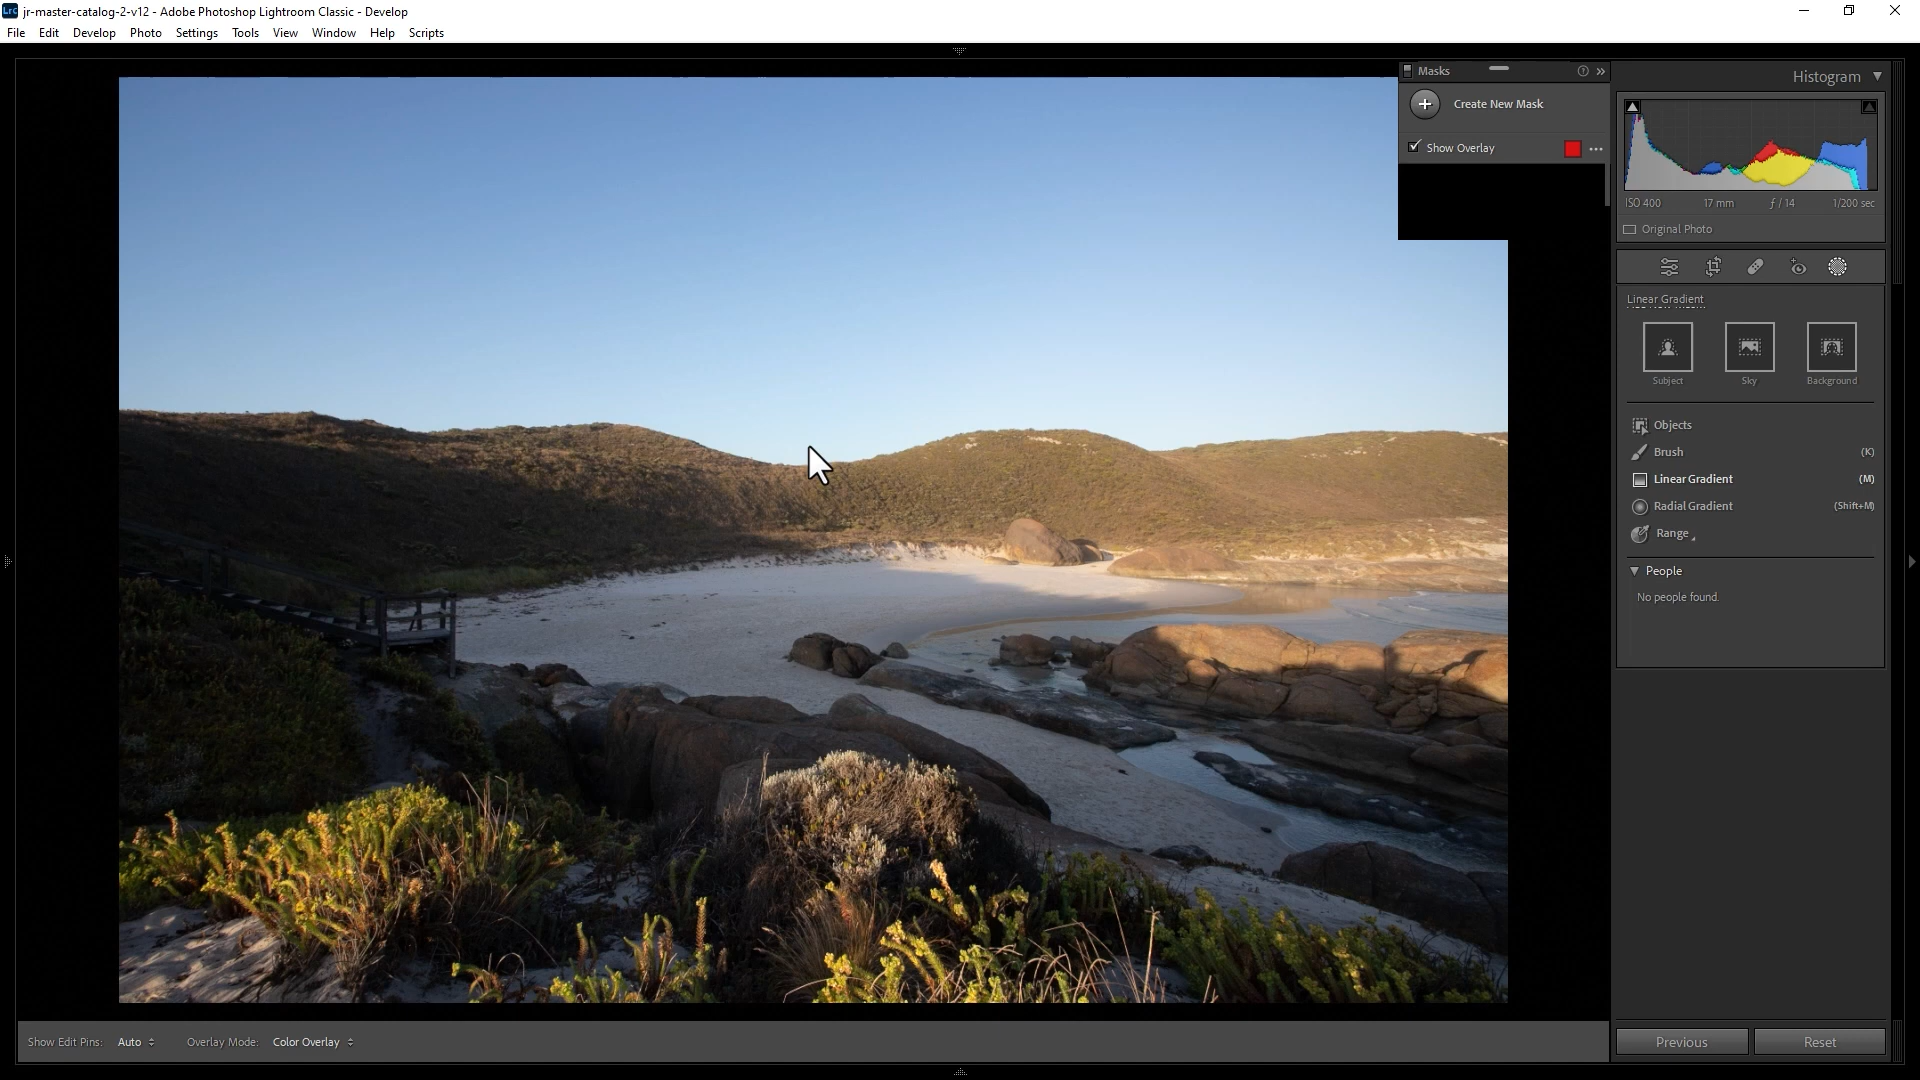 Lrc jr-master-catalog-2-v12 - Adobe Photoshop Lightroom Classic - Develop
File Edit Develop Photo Settings Tools View Window Help Scripts
Masks
Create New Mask
Show Overlay
Histogram
ISO 400 17 mm ƒ / 14 1/200 sec
Original Photo
Linear Gradient
Subject Sky Background
Objects
Brush (K)
Linear Gradient (M)
Radial Gradient (Shift+M)
Range
People
No people found.
Show Edit Pins: Auto Overlay Mode: Color Overlay
Previous Reset